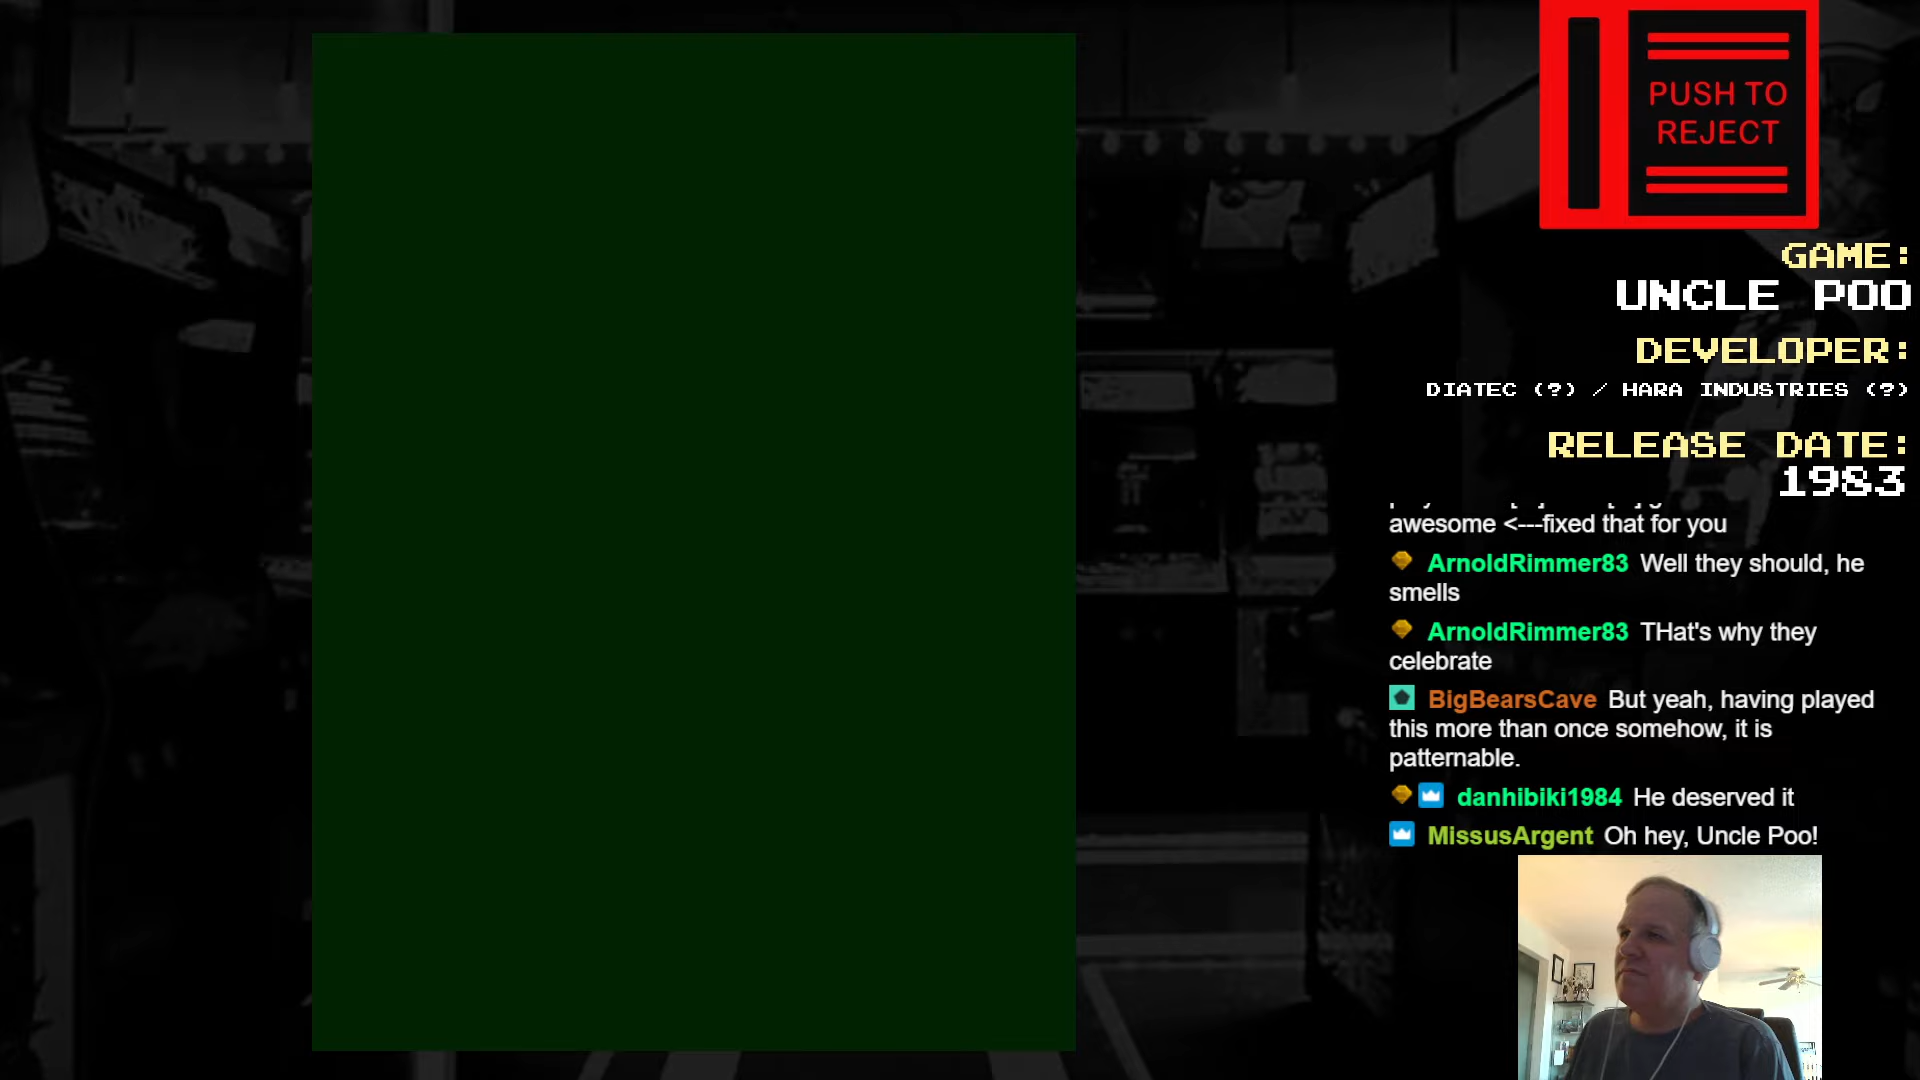 PUSH TO
REJECT
GAME:
UNCLE POO
DEVELOPER:
DIATEC (?) / HARA INDUSTRIES (?)
RELEASE DATE:
1983
awesome <---fixed that for you
ArnoldRimmer83 Well they should, he
smells
ArnoldRimmer83 THat's why they
celebrate
BigBearsCave But yeah, having played
this more than once somehow, it is
patternable.
danhibiki1984 He deserved it
MissusArgent Oh hey, Uncle Poo!